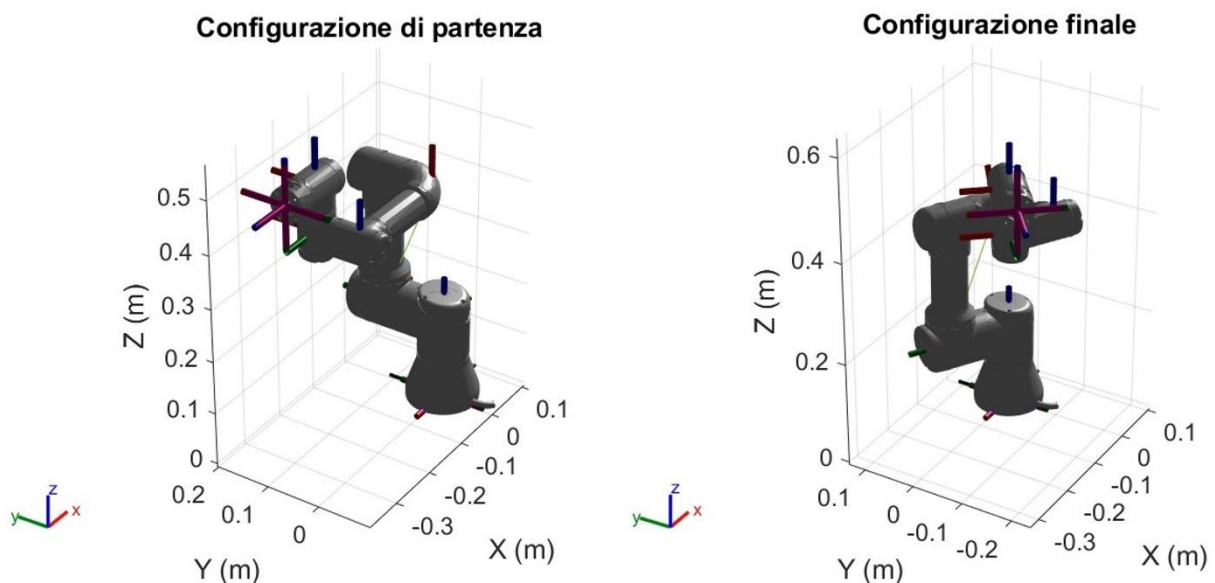 Configurazione di partenza
0.5
0.4
0.3
0.2
0.1
0
Z (m)
0.2
0.1
0
Y (m)
0.1
0
-0.1
-0.2
-0.3
X (m)
z
y
x
Configurazione finale
0.6
0.4
0.2
0
Z (m)
0.1
0
-0.1
-0.2
Y (m)
0.1
0
-0.1
-0.2
-0.3
X (m)
z
y
x